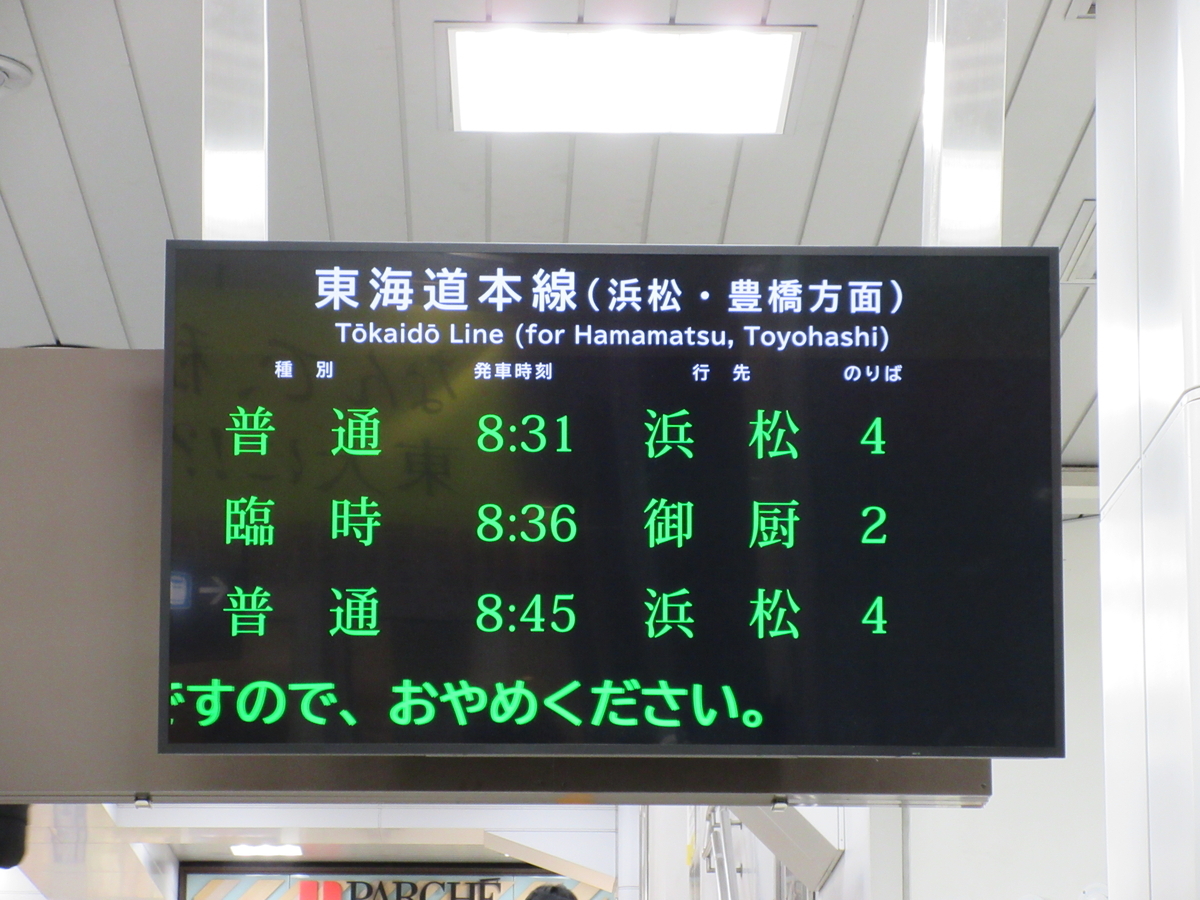 東海道本線(浜松・豊橋方面)
Tōkaidō Line (for Hamamatsu, Toyohashi)
種別 発車時刻 行先 のりば
普通 8:31 浜松 4
臨時 8:36 御厨 2
普通 8:45 浜松 4
ですので、おやめください。
PARCHE